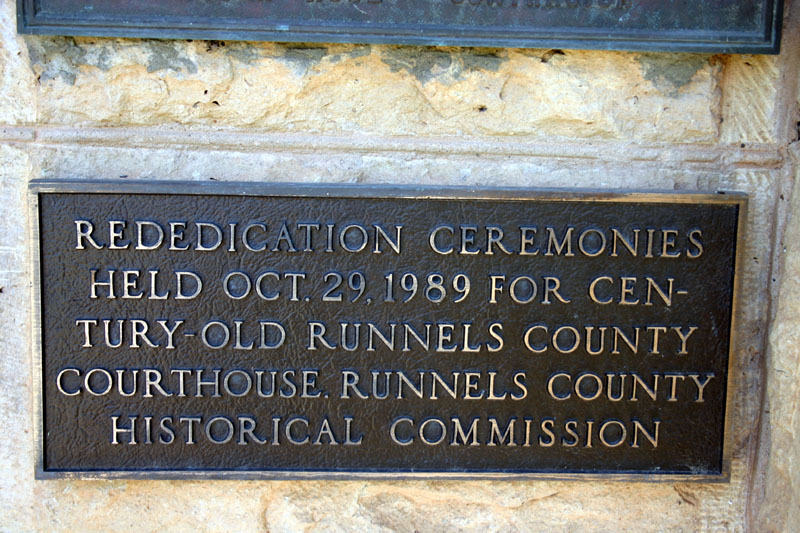 REDEDICATION CEREMONIES
HELD OCT. 29, 1989 FOR CEN-
TURY-OLD RUNNELS COUNTY
COURTHOUSE. RUNNELS COUNTY
HISTORICAL COMMISSION